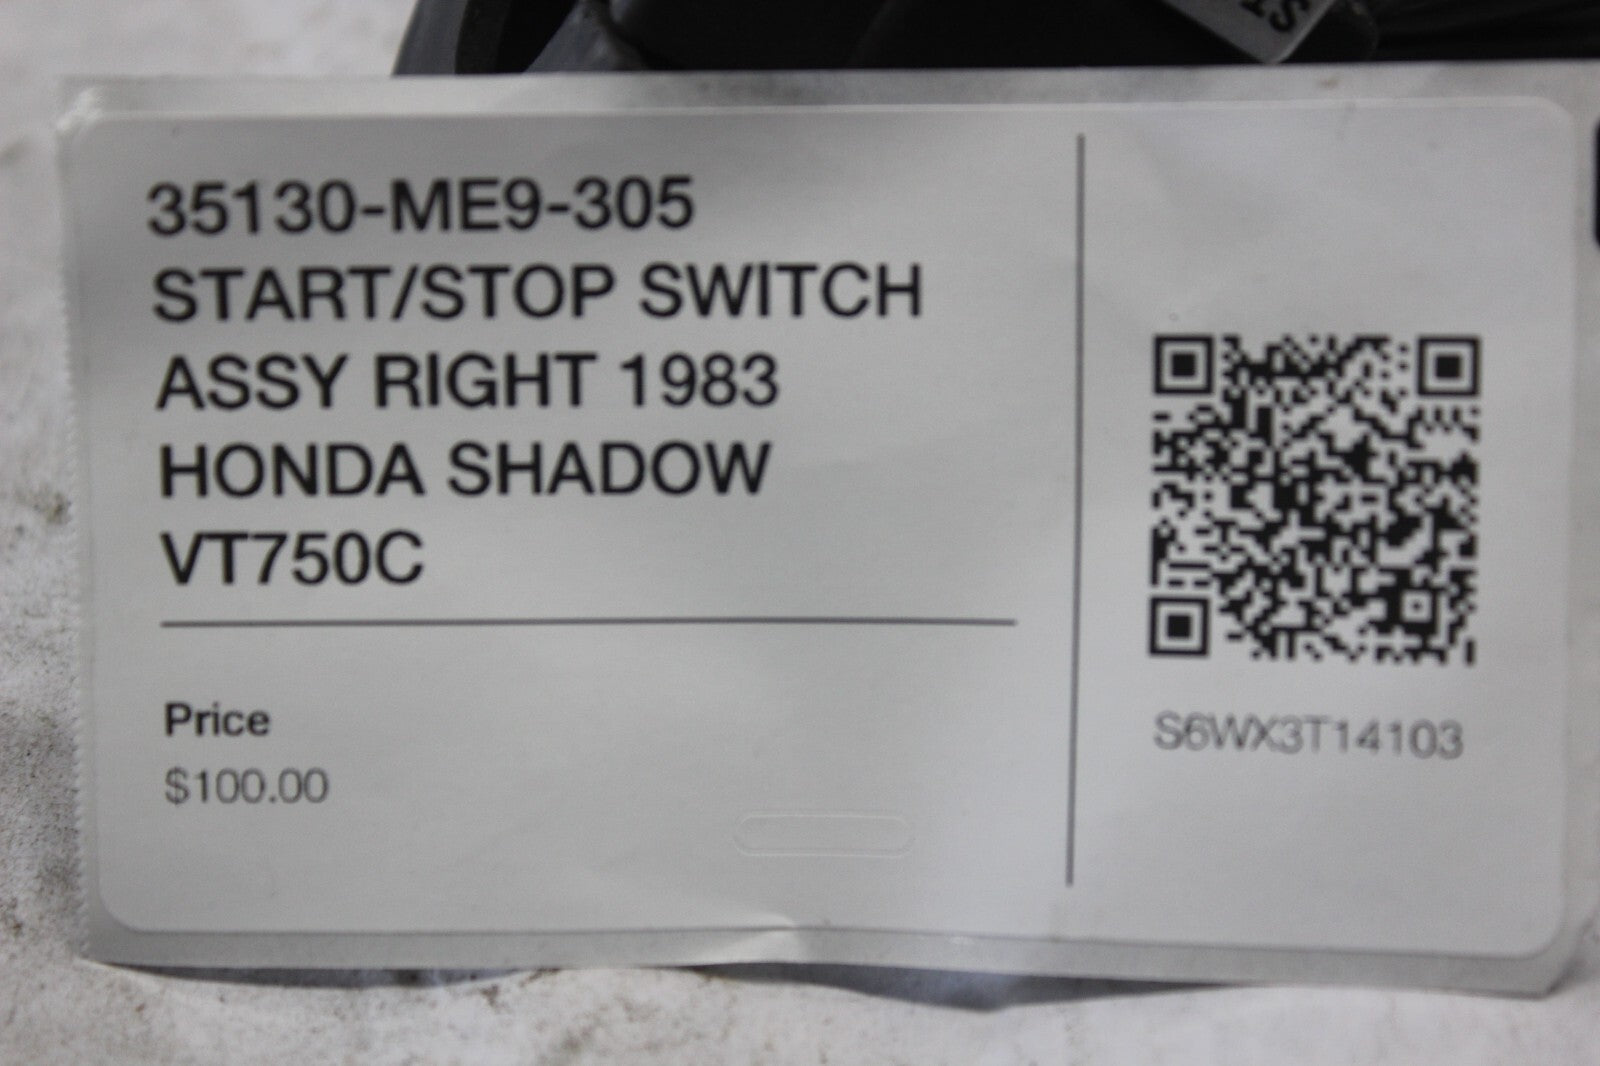 35130-ME9-305
START/STOP SWITCH
ASSY RIGHT 1983
HONDA SHADOW
VT750C
Price
$100.00
S6WX3T14103